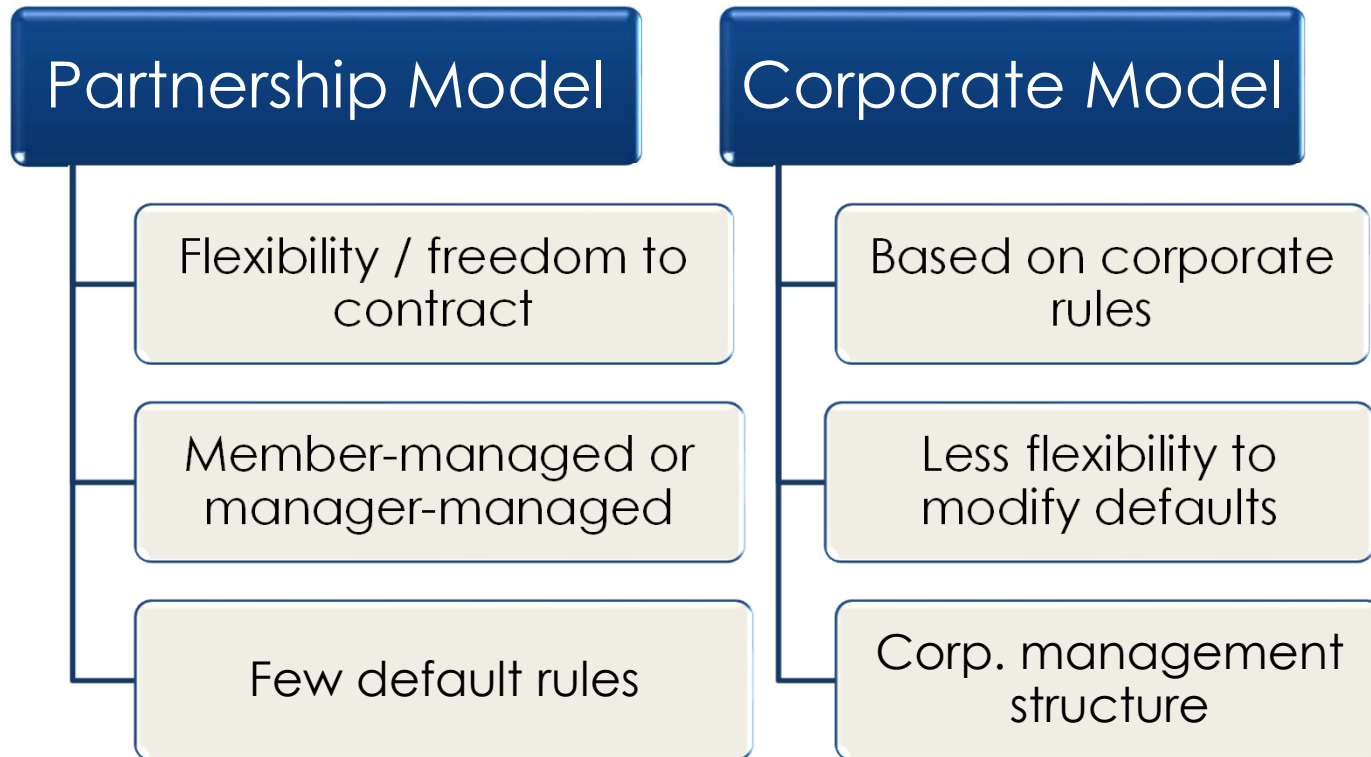 Partnership Model
Flexibility / freedom to
contract
Member-managed or
manager-managed
Few default rules
Corporate Model
Based on corporate
rules
Less flexibility to
modify defaults
Corp. management
structure